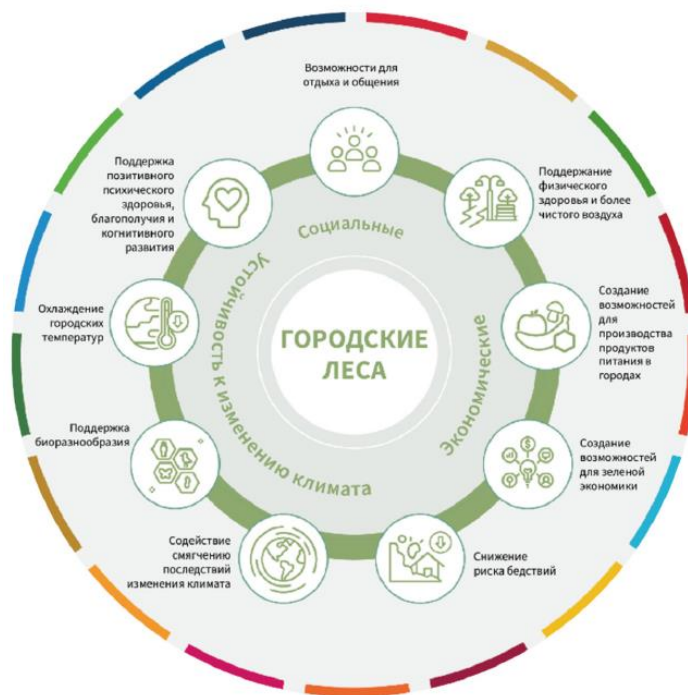 Возможности для
отдыха и общения
Поддержание
физического
здоровья и более
чистого воздуха
Создание
возможностей
для
производства
продуктов
питания в
городах
Создание
возможностей
для зеленой
экономики
Снижение
риска бедствий
Содействие
смягчению
последствий
изменения климата
Поддержка
биоразнообразия
Охлаждение
городских
температур
Поддержка
позитивного
психического
здоровья,
благополучия и
когнитивного
развития
Социальные
Экономические
Устойчивость к изменению климата
ГОРОДСКИЕ
ЛЕСА
$